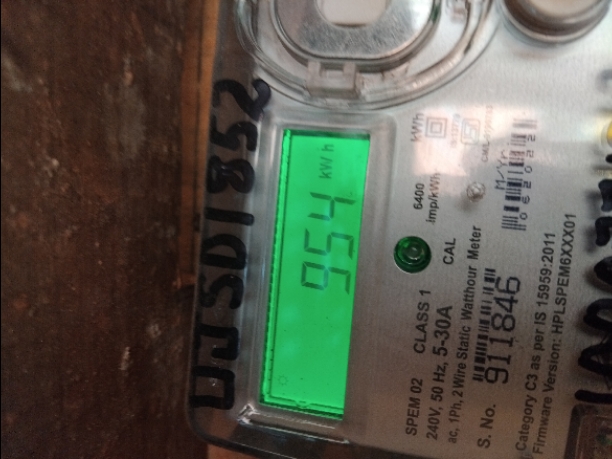 UJSD1852
954 kWh
6400
Imp/kWh
kWh
CAL
SPEM 02 CLASS 1
240V, 50 Hz, 5-30A
ac, 1Ph, 2 Wire Static Watthour Meter
S. No. 911846
Category C3 as per IS 15959:2011
Firmware Version: HPLSPEM6XXX01